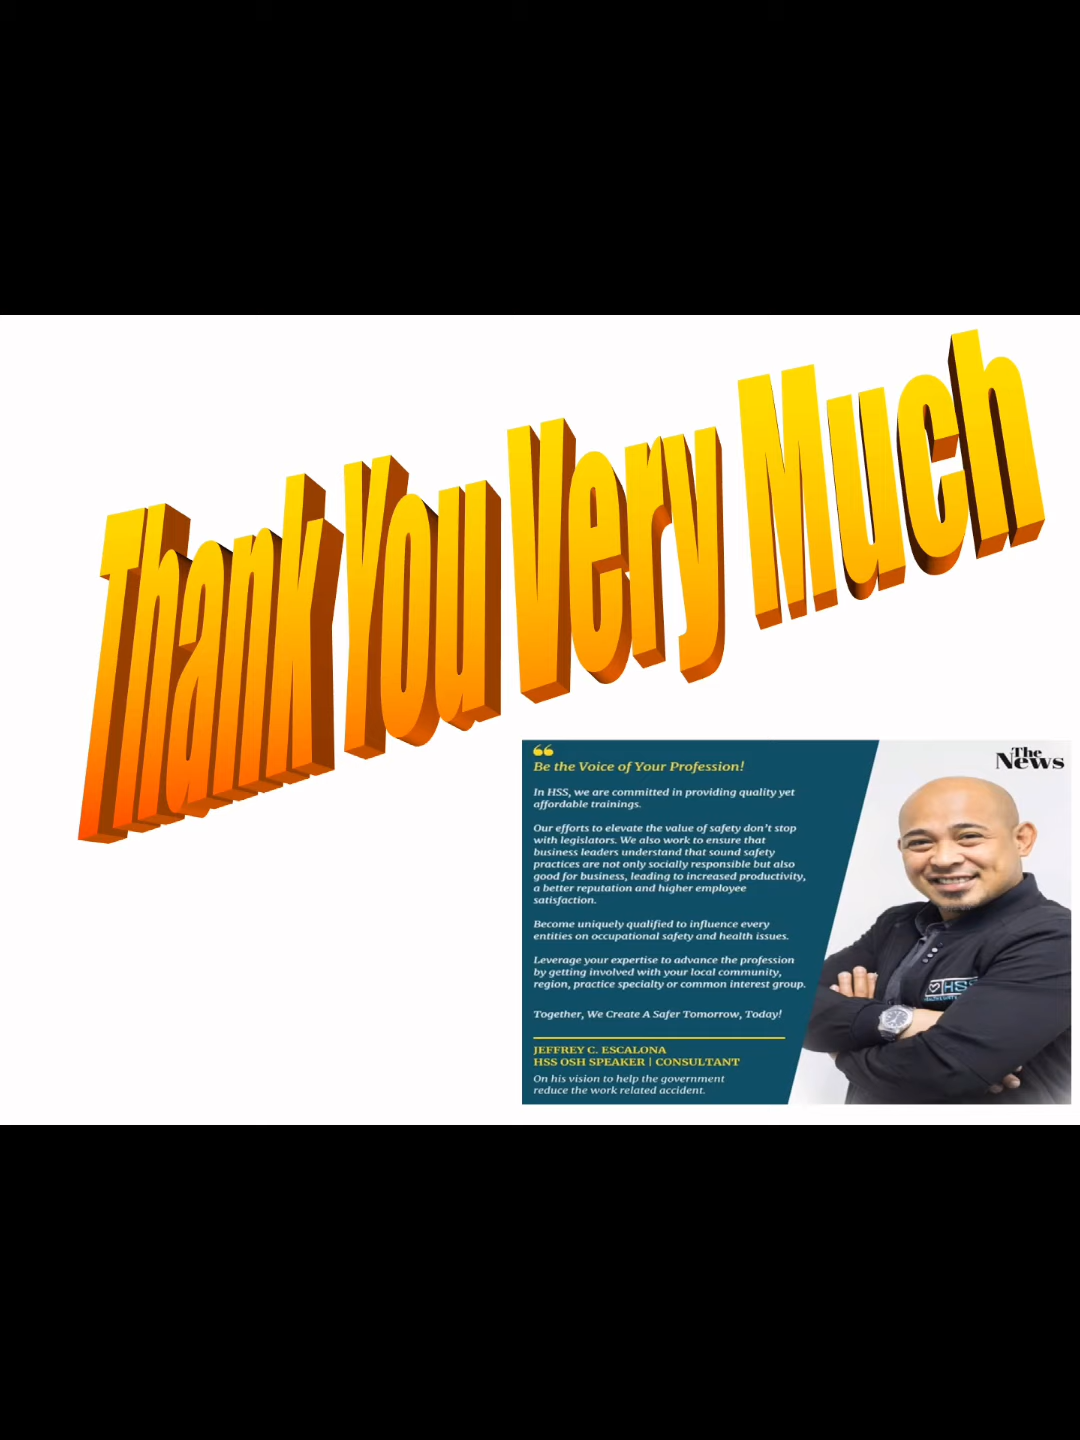 Thank You Very Much
The
News
Be the Voice of Your Profession!
In HSS, we are committed in providing quality yet
affordable trainings.
Our efforts to elevate the value of safety don't stop
with legislators. We also work to ensure that
business leaders understand that sound safety
practices are not only socially responsible but also
good for business, leading to increased productivity,
a better reputation and higher employee
satisfaction.
Become uniquely qualified to influence every
entities on occupational safety and health issues.
Leverage your expertise to advance the profession
by getting involved with your local community,
region, practice specialty or common interest group.
Together, We Create A Safer Tomorrow, Today!
JEFFREY C. ESCALONA
HSS OSH SPEAKER | CONSULTANT
On his vision to help the government
reduce the work related accident.
HSS